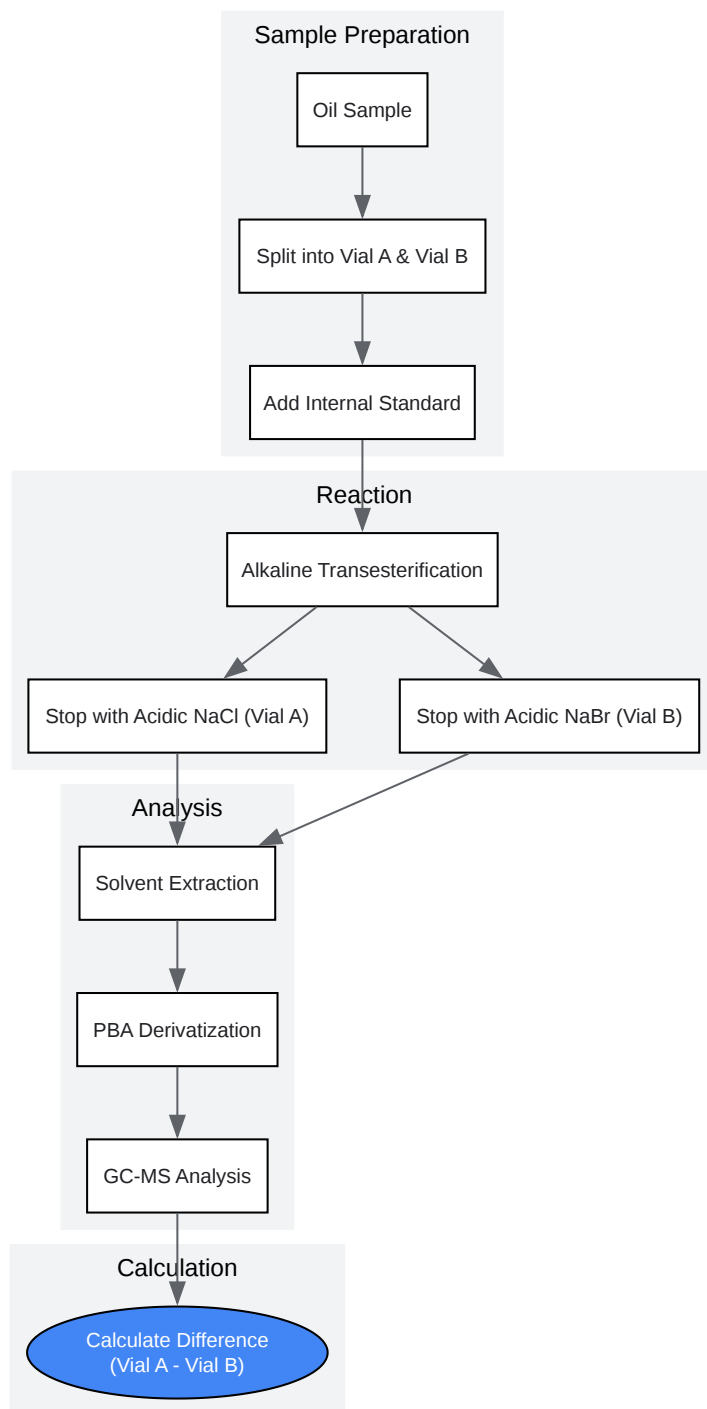 Sample Preparation
Oil Sample
Split into Vial A & Vial B
Add Internal Standard
Reaction
Alkaline Transesterification
Stop with Acidic NaCl (Vial A)
Stop with Acidic NaBr (Vial B)
Analysis
Solvent Extraction
PBA Derivatization
GC-MS Analysis
Calculation
Calculate Difference
(Vial A - Vial B)